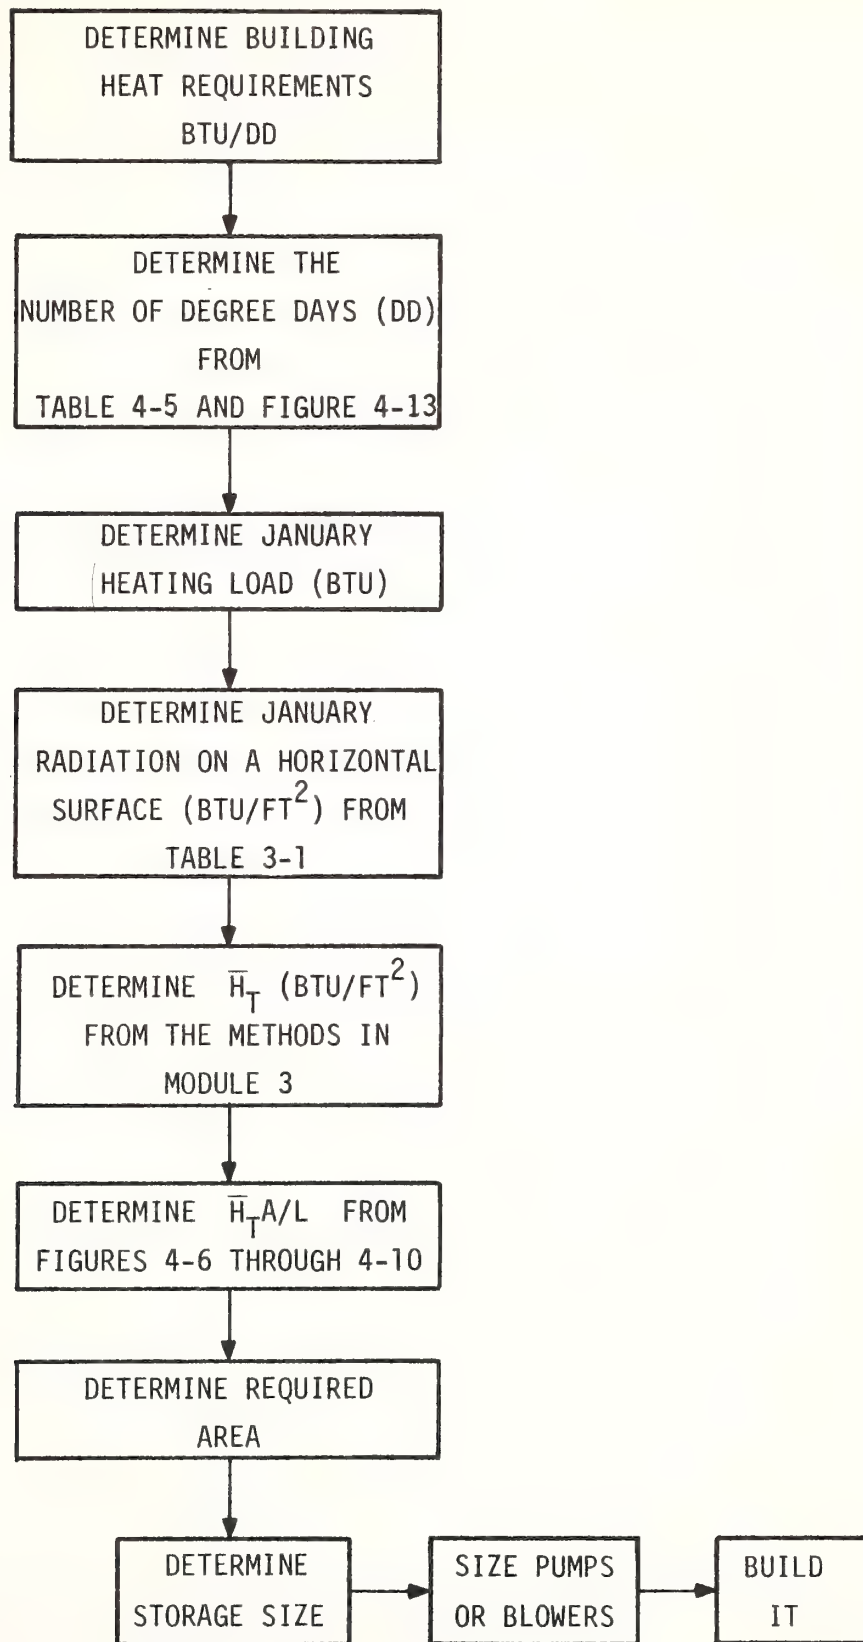 DETERMINE BUILDING
HEAT REQUIREMENTS
BTU/DD
DETERMINE THE
NUMBER OF DEGREE DAYS (DD)
FROM
TABLE 4-5 AND FIGURE 4-13
DETERMINE JANUARY
HEATING LOAD (BTU)
DETERMINE JANUARY
RADIATION ON A HORIZONTAL
SURFACE (BTU/FT²) FROM
TABLE 3-1
DETERMINE H̅_T (BTU/FT²)
FROM THE METHODS IN
MODULE 3
DETERMINE H̅_TA/L FROM
FIGURES 4-6 THROUGH 4-10
DETERMINE REQUIRED
AREA
DETERMINE
STORAGE SIZE
SIZE PUMPS
OR BLOWERS
BUILD
IT